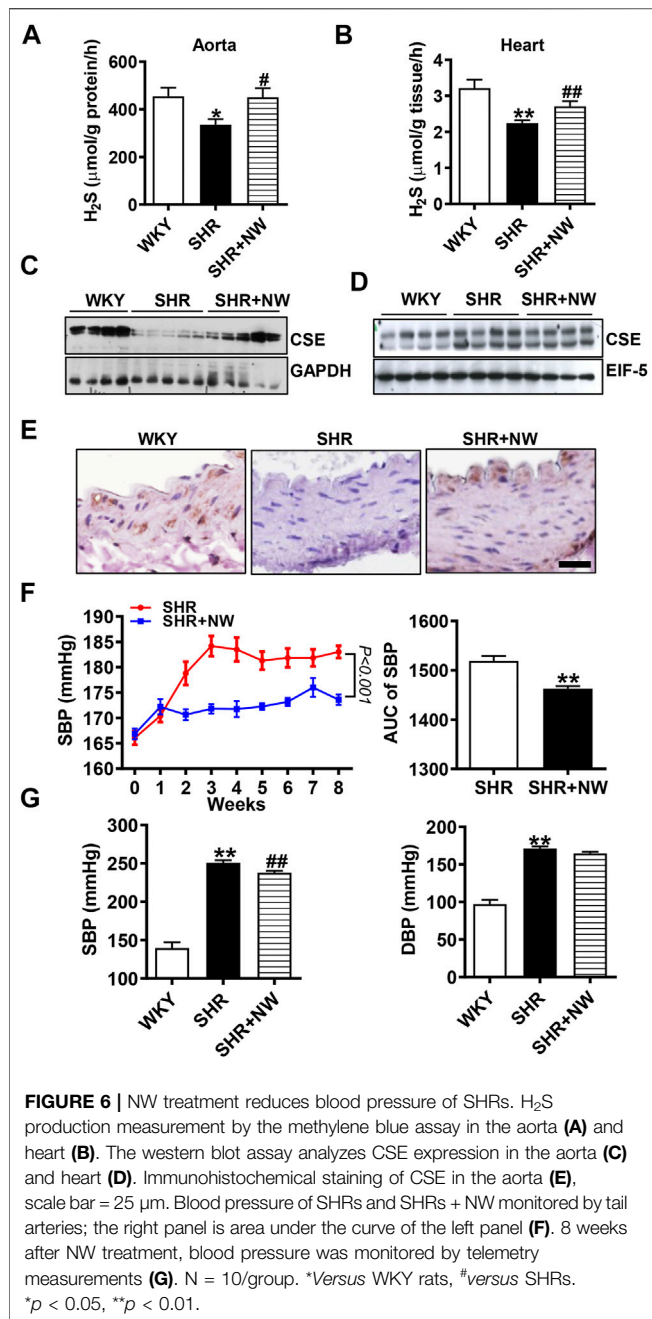 A
Aorta
H₂S (μmol/g protein/h)
600
400
200
0
*
#
WKY
SHR
SHR+NW
B
Heart
H₂S (μmol/g tissue/h)
4
3
2
1
0
**
##
WKY
SHR
SHR+NW
C
WKY SHR SHR+NW
CSE
GAPDH
D
WKY SHR SHR+NW
CSE
EIF-5
E
WKY SHR SHR+NW
F
SHR
SHR+NW
SBP (mmHg)
190
185
180
175
170
165
160
0 1 2 3 4 5 6 7 8
Weeks
P<0.001
AUC of SBP
1600
1500
1400
1300
**
SHR SHR+NW
G
SBP (mmHg)
300
250
200
150
100
**
##
WKY
SHR
SHR+NW
DBP (mmHg)
200
150
100
50
0
**
WKY
SHR
SHR+NW
FIGURE 6 | NW treatment reduces blood pressure of SHRs. H₂S
production measurement by the methylene blue assay in the aorta (A) and
heart (B). The western blot assay analyzes CSE expression in the aorta (C)
and heart (D). Immunohistochemical staining of CSE in the aorta (E),
scale bar = 25 μm. Blood pressure of SHRs and SHRs + NW monitored by tail
arteries; the right panel is area under the curve of the left panel (F). 8 weeks
after NW treatment, blood pressure was monitored by telemetry
measurements (G). N = 10/group. *Versus WKY rats, #versus SHRs.
*p < 0.05, **p < 0.01.